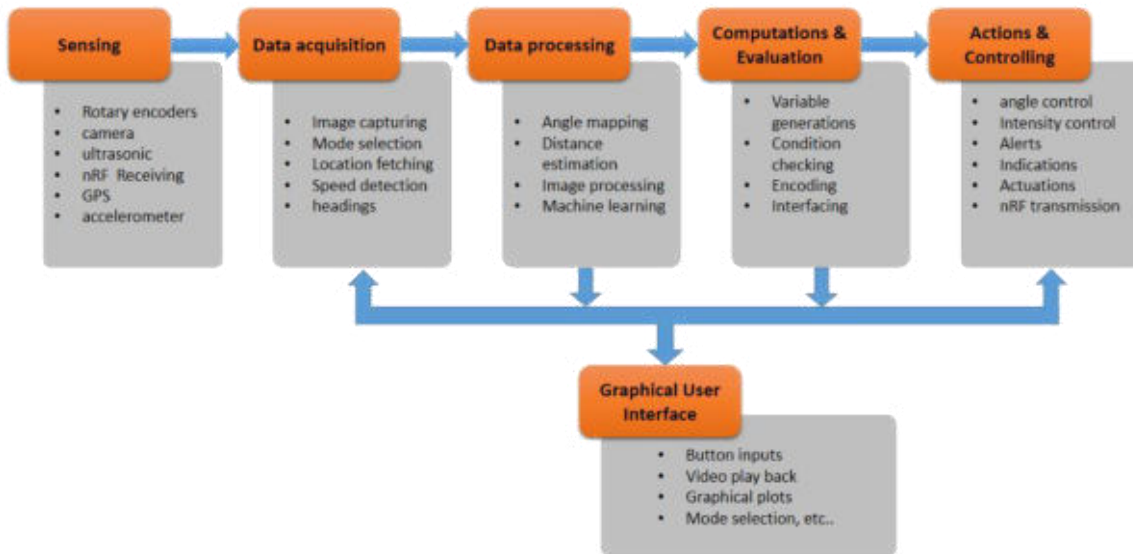 Sensing
Rotary encoders
camera
ultrasonic
nRF Receiving
GPS
accelerometer
Data acquisition
Image capturing
Mode selection
Location fetching
Speed detection
headings
Data processing
Angle mapping
Distance
estimation
Image processing
Machine learning
Computations &
Evaluation
Variable
generations
Condition
checking
Encoding
Interfacing
Actions &
Controlling
angle control
Intensity control
Alerts
Indications
Actuations
nRF transmission
Graphical User
Interface
Button inputs
Video play back
Graphical plots
Mode selection, etc..